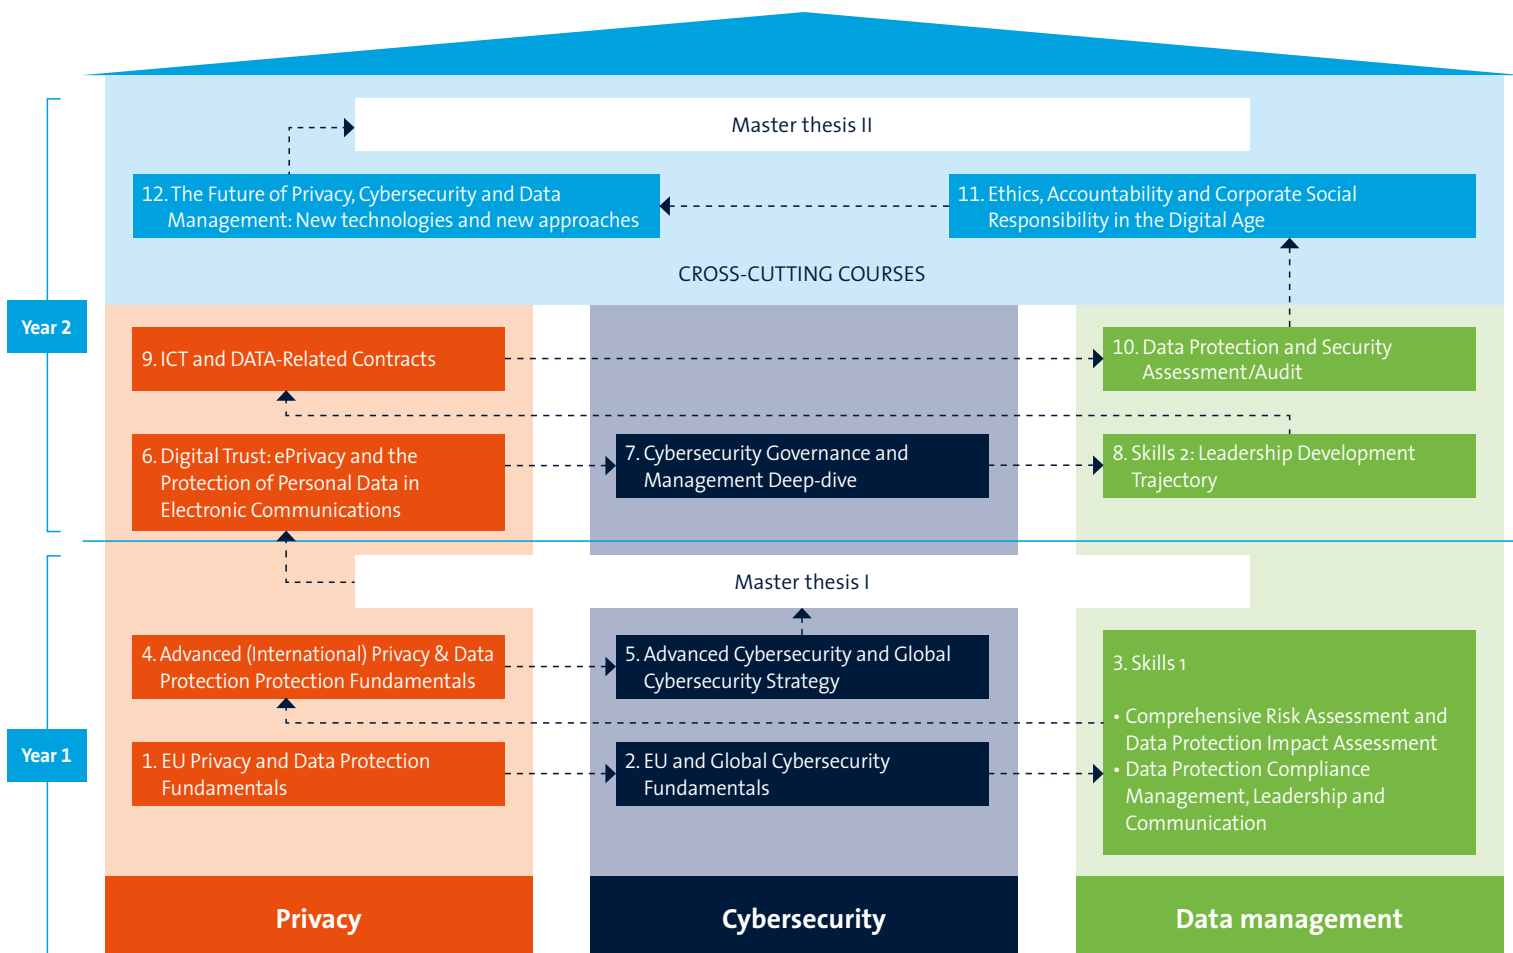 Master thesis II
12. The Future of Privacy, Cybersecurity and Data
Management: New technologies and new approaches
11. Ethics, Accountability and Corporate Social
Responsibility in the Digital Age
CROSS-CUTTING COURSES
Year 2
9. ICT and DATA-Related Contracts
10. Data Protection and Security
Assessment/Audit
6. Digital Trust: ePrivacy and the
Protection of Personal Data in
Electronic Communications
7. Cybersecurity Governance and
Management Deep-dive
8. Skills 2: Leadership Development
Trajectory
Master thesis I
4. Advanced (International) Privacy & Data
Protection Protection Fundamentals
5. Advanced Cybersecurity and Global
Cybersecurity Strategy
3. Skills 1
• Comprehensive Risk Assessment and
Data Protection Impact Assessment
• Data Protection Compliance
Management, Leadership and
Communication
Year 1
1. EU Privacy and Data Protection
Fundamentals
2. EU and Global Cybersecurity
Fundamentals
Privacy
Cybersecurity
Data management